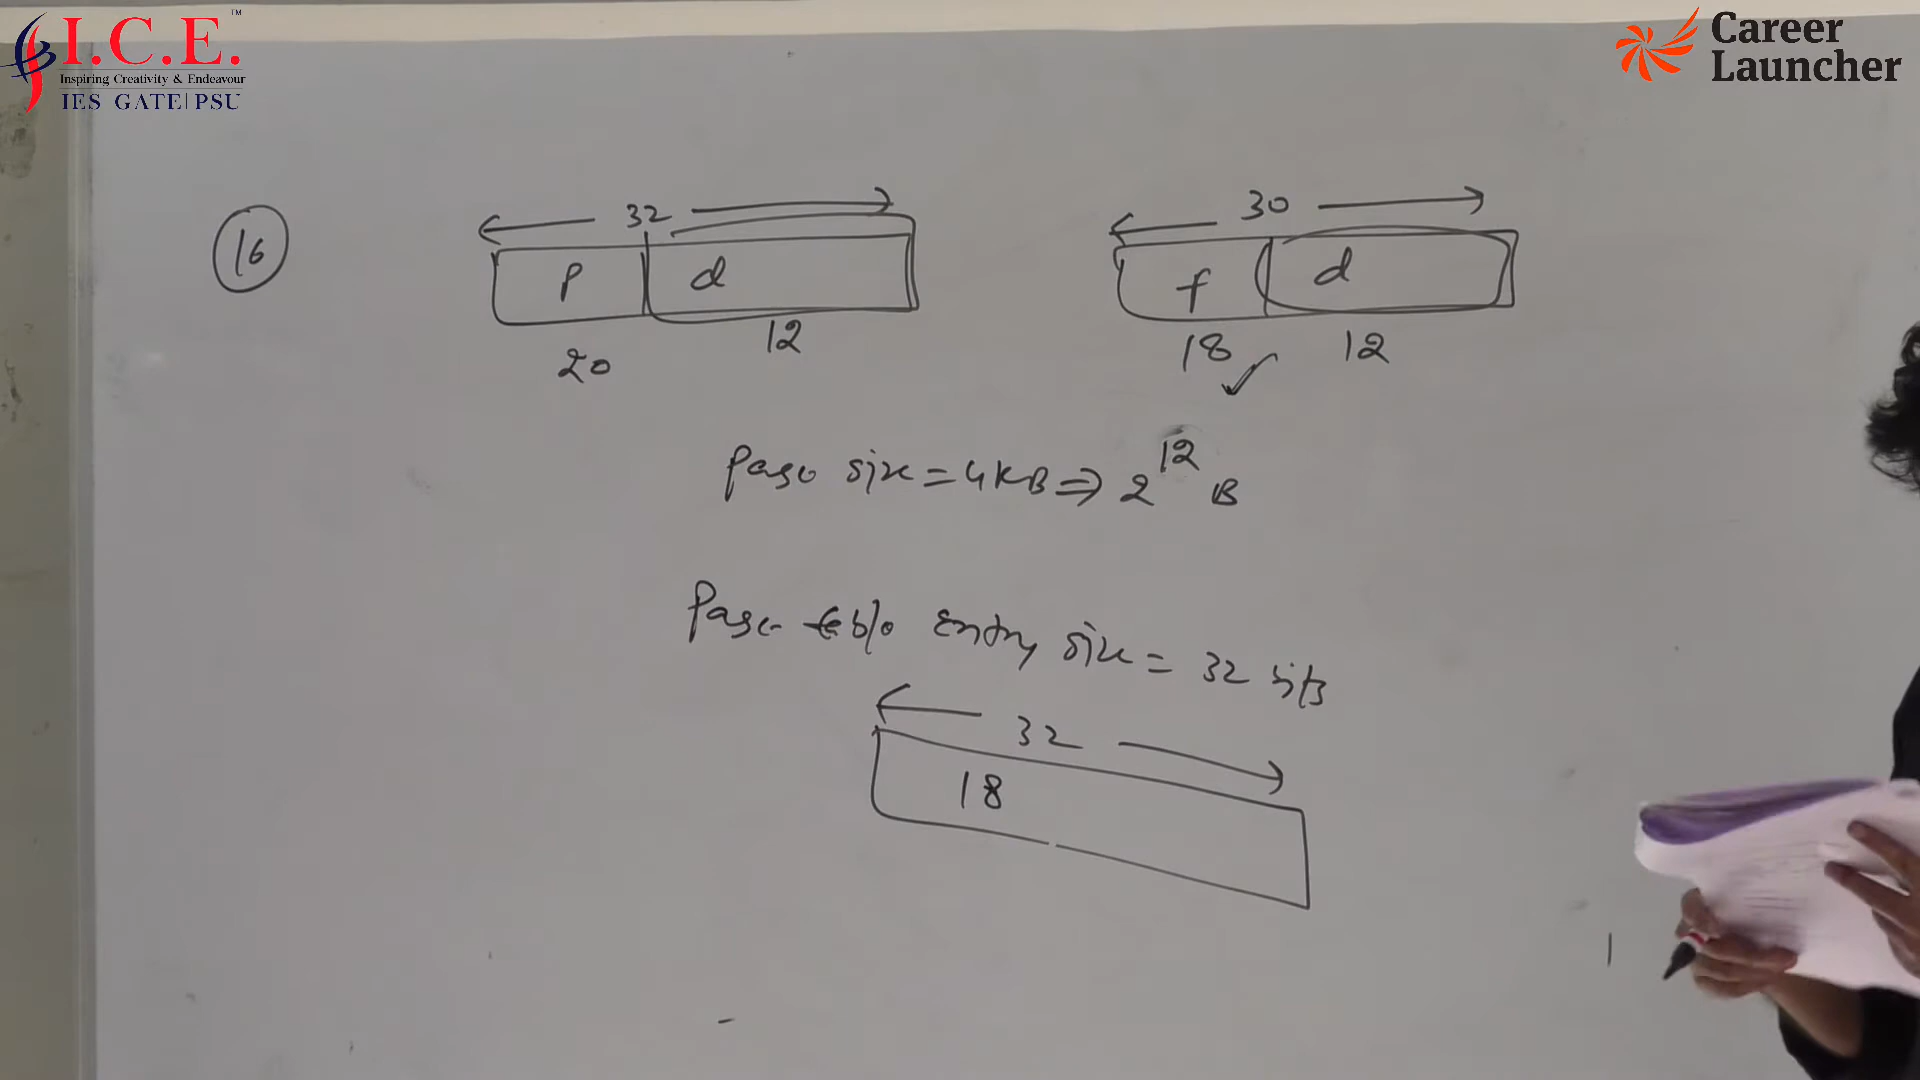 I.C.E.™
Inspiring Creativity & Endeavour
IES GATE|PSU
Career
Launcher
16
32
P d
20 12
30
f d
18 12
Page size = 4KB ⇒ 2^12 B
Page table entry size = 32 bits
32
18